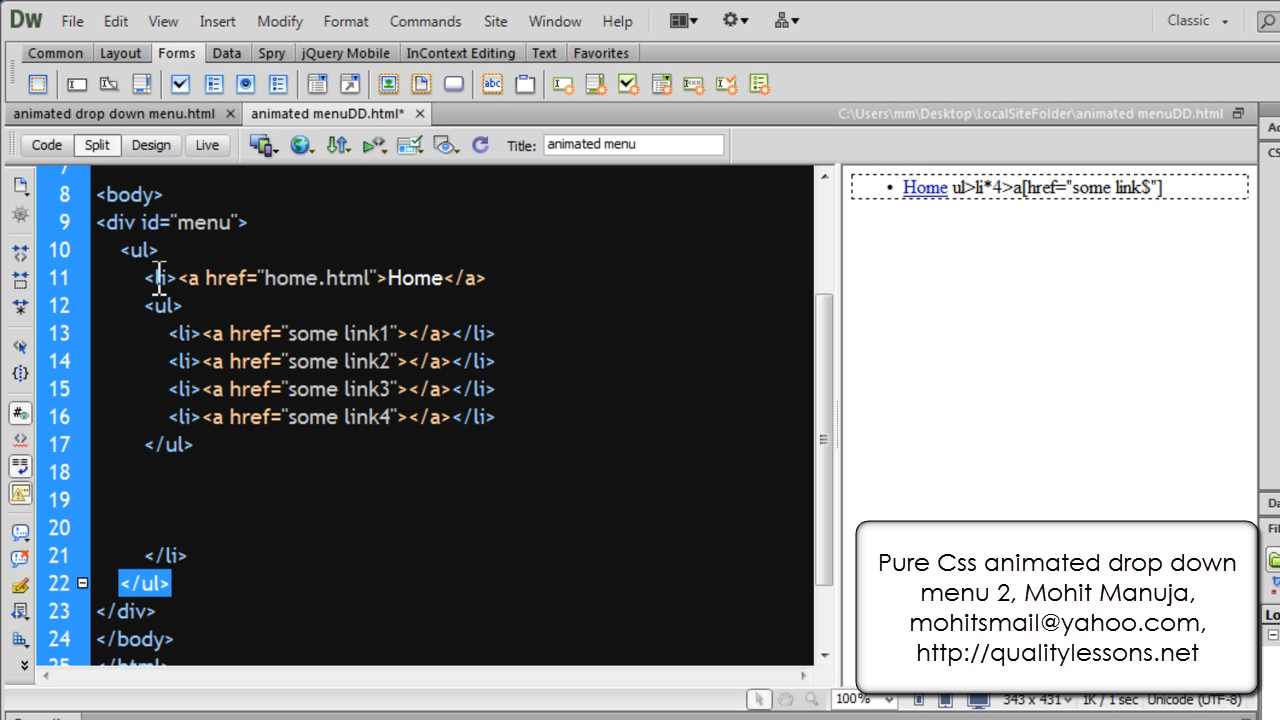 Dw File Edit View Insert Modify Format Commands Site Window Help Classic
Common Layout Forms Data Spry jQuery Mobile InContext Editing Text Favorites
abc
animated drop down menu.html × animated menuDD.html* × C:\Users\mm\Desktop\LocalSiteFolder\animated menuDD.html
Code Split Design Live Title: animated menu
7
8 <body>
9 <div id="menu">
10 <ul>
11 <li><a href="home.html">Home</a>
12 <ul>
13 <li><a href="some link1"></a></li>
14 <li><a href="some link2"></a></li>
15 <li><a href="some link3"></a></li>
16 <li><a href="some link4"></a></li>
17 </ul>
18
19
20
21 </li>
22 </ul>
23 </div>
24 </body>
25 </html>
• Home ul>li*4>a[href="some link$"]
Pure Css animated drop down
menu 2, Mohit Manuja,
mohitsmail@yahoo.com,
http://qualitylessons.net
100% 343 x 431 1K / 1 sec Unicode (UTF-8)